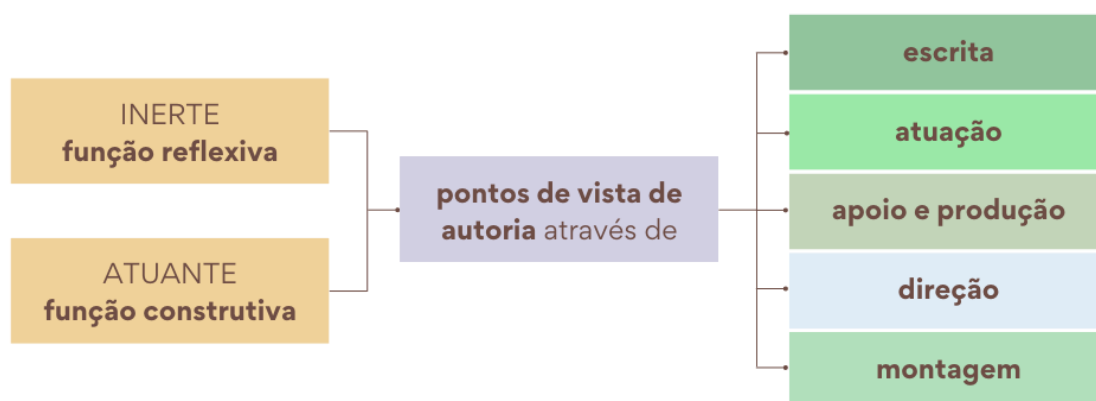 INERTE
função reflexiva
ATUANTE
função construtiva
pontos de vista de
autoria através de
escrita
atuação
apoio e produção
direção
montagem